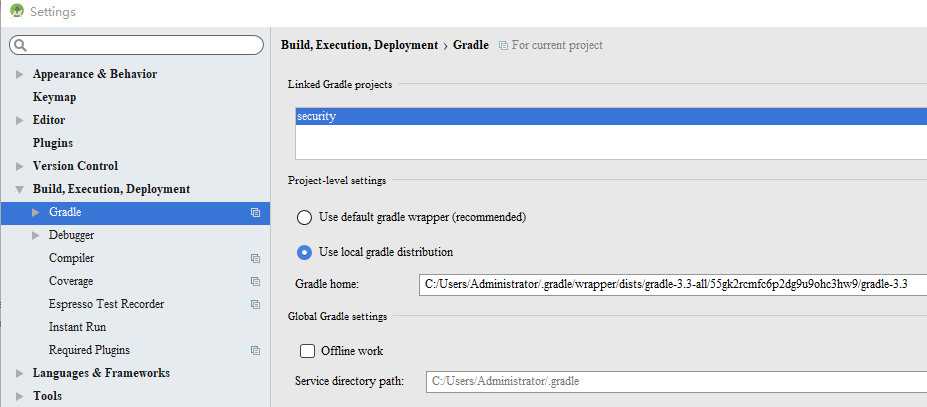 Settings
Appearance & Behavior
Keymap
Editor
Plugins
Version Control
Build, Execution, Deployment
Gradle
Debugger
Compiler
Coverage
Espresso Test Recorder
Instant Run
Required Plugins
Languages & Frameworks
Tools
Build, Execution, Deployment › Gradle For current project
Linked Gradle projects
security
Project-level settings
Use default gradle wrapper (recommended)
Use local gradle distribution
Gradle home: C:/Users/Administrator/.gradle/wrapper/dists/gradle-3.3-all/55gk2rcmfc6p2dg9u9ohc3hw9/gradle-3.3
Global Gradle settings
Offline work
Service directory path: C:/Users/Administrator/.gradle